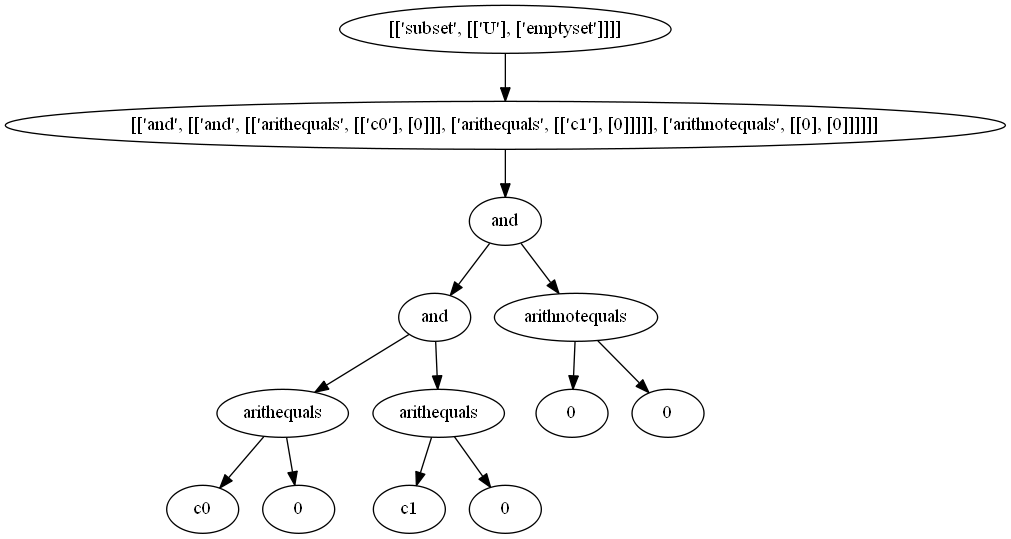 [['subset', [['U'], ['emptyset']]]]
[['and', [['and', [['arithequals', [['c0'], [0]]], ['arithequals', [['c1'], [0]]]]], ['arithnotequals', [[0], [0]]]]]]
and
and
arithnotequals
arithequals
arithequals
0
0
c0
0
c1
0